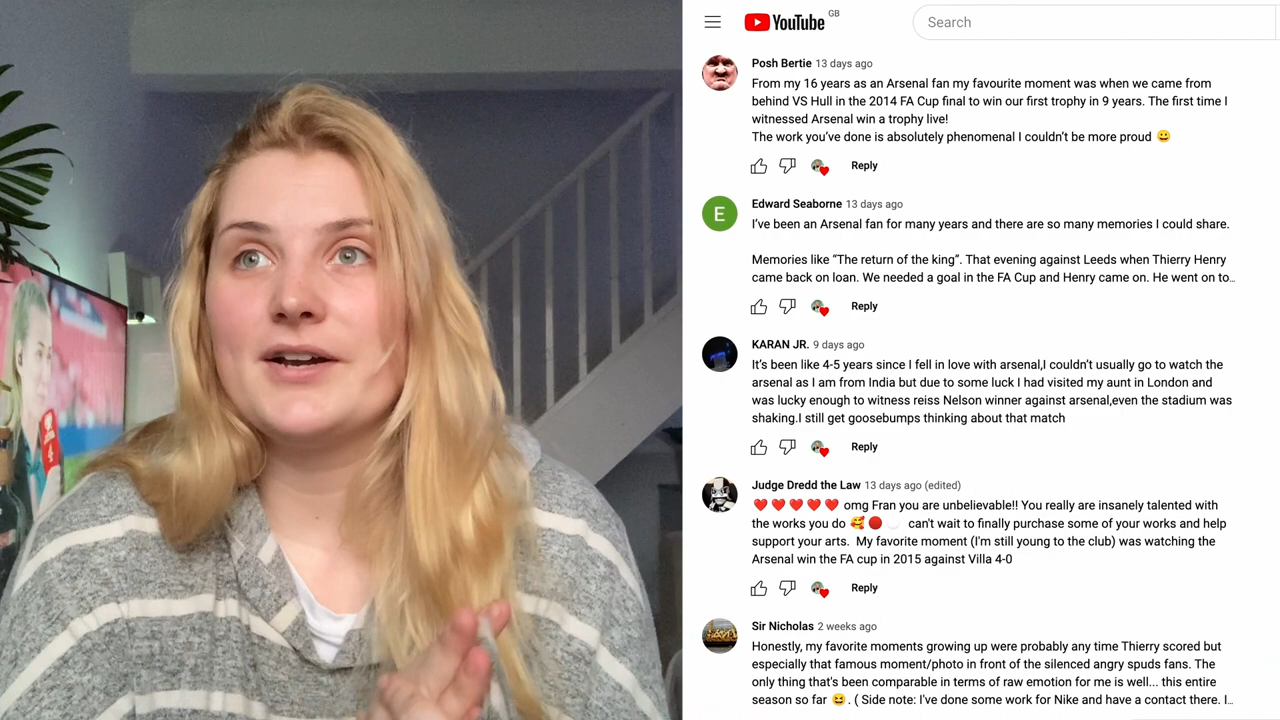 YouTube GB
Search
Posh Bertie 13 days ago
From my 16 years as an Arsenal fan my favourite moment was when we came from
behind VS Hull in the 2014 FA Cup final to win our first trophy in 9 years. The first time I
witnessed Arsenal win a trophy live!
The work you've done is absolutely phenomenal I couldn't be more proud 😀
Reply
E
Edward Seaborne 13 days ago
I've been an Arsenal fan for many years and there are so many memories I could share.
Memories like “The return of the king”. That evening against Leeds when Thierry Henry
came back on loan. We needed a goal in the FA Cup and Henry came on. He went on to…
Reply
KARAN JR. 9 days ago
It's been like 4-5 years since I fell in love with arsenal,I couldn't usually go to watch the
arsenal as I am from India but due to some luck I had visited my aunt in London and
was lucky enough to witness reiss Nelson winner against arsenal,even the stadium was
shaking.I still get goosebumps thinking about that match
Reply
Judge Dredd the Law 13 days ago (edited)
❤️❤️❤️❤️❤️ omg Fran you are unbelievable!! You really are insanely talented with
the works you do 🥰🔴⚪ can't wait to finally purchase some of your works and help
support your arts. My favorite moment (I'm still young to the club) was watching the
Arsenal win the FA cup in 2015 against Villa 4-0
Reply
Sir Nicholas 2 weeks ago
Honestly, my favorite moments growing up were probably any time Thierry scored but
especially that famous moment/photo in front of the silenced angry spuds fans. The
only thing that's been comparable in terms of raw emotion for me is well... this entire
season so far 😆. ( Side note: I've done some work for Nike and have a contact there. I…
4